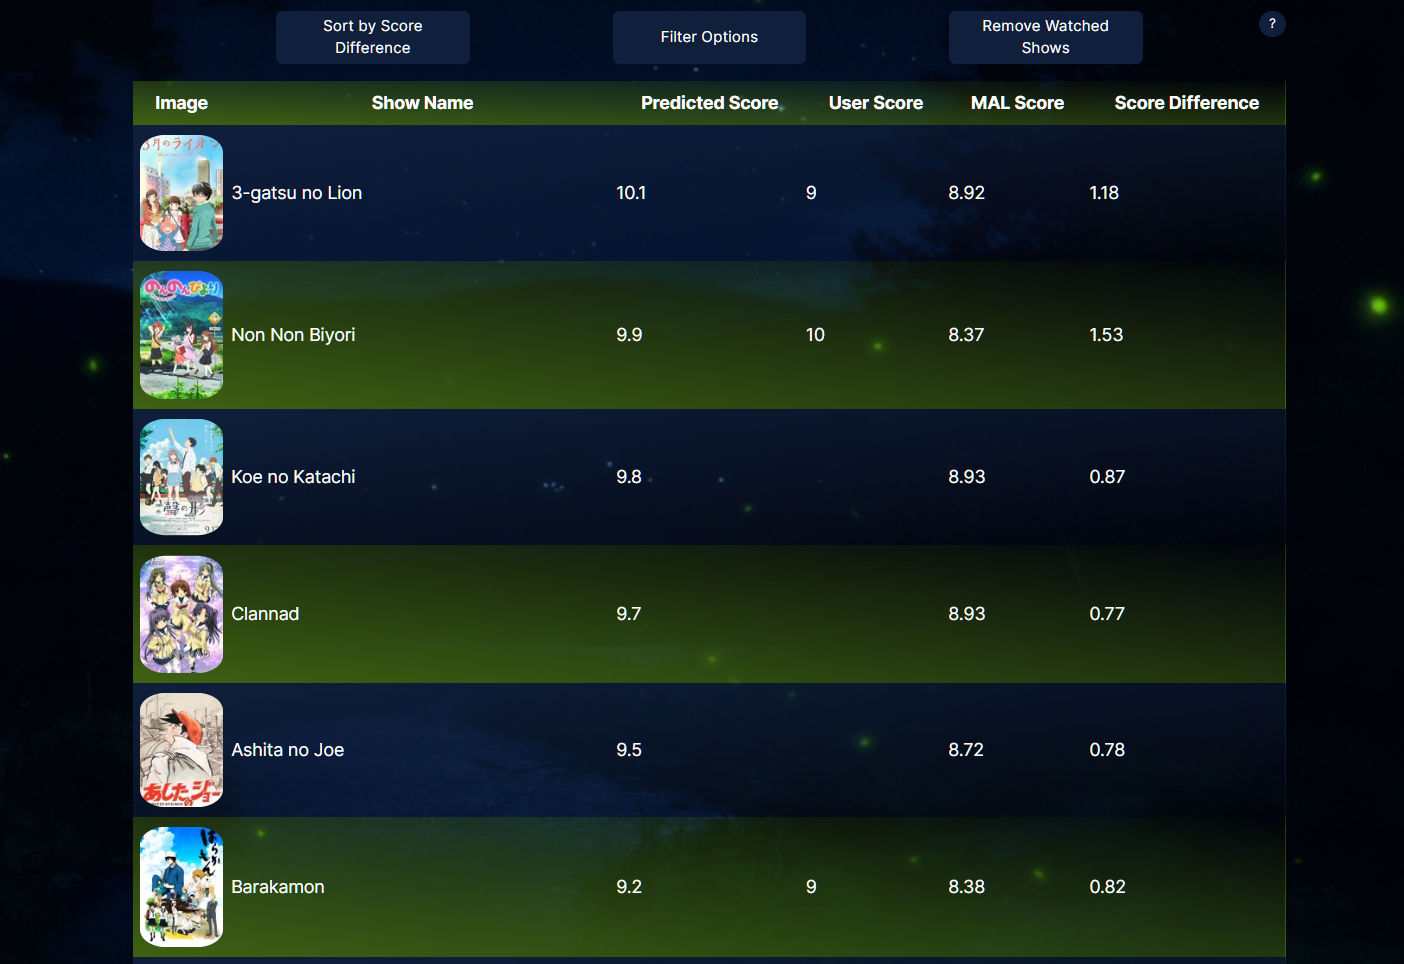 Sort by Score
Difference
Filter Options
Remove Watched
Shows
?
Image Show Name Predicted Score User Score MAL Score Score Difference
3月のライオン
3-gatsu no Lion 10.1 9 8.92 1.18
のんのんびより
Non Non Biyori 9.9 10 8.37 1.53
聲の形
Koe no Katachi 9.8 8.93 0.87
Clannad 9.7 8.93 0.77
あしたのジョー
Ashita no Joe 9.5 8.72 0.78
ばらかもん
Barakamon 9.2 9 8.38 0.82